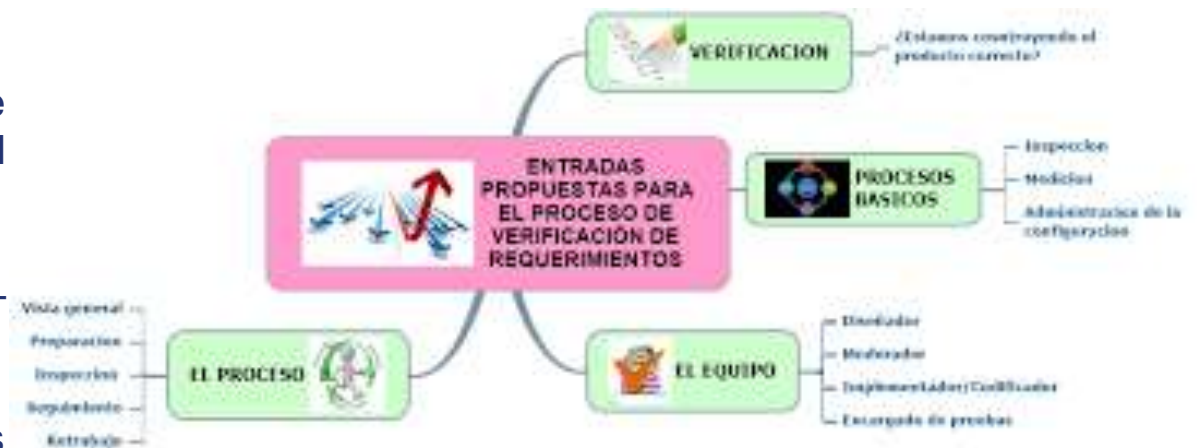 e
l
VERIFICACION
¿Estamos construyendo el
producto correcto?
ENTRADAS
PROPUESTAS PARA
EL PROCESO DE
VERIFICACIÓN DE
REQUERIMIENTOS
PROCESOS
BASICOS
Inspeccion
Medicion
Administracion de la
configuracion
EL PROCESO
Vista general
Preparacion
Inspeccion
Seguimiento
Retrabajo
EL EQUIPO
Diseñador
Moderador
Implementador/Codificador
Encargado de pruebas
s